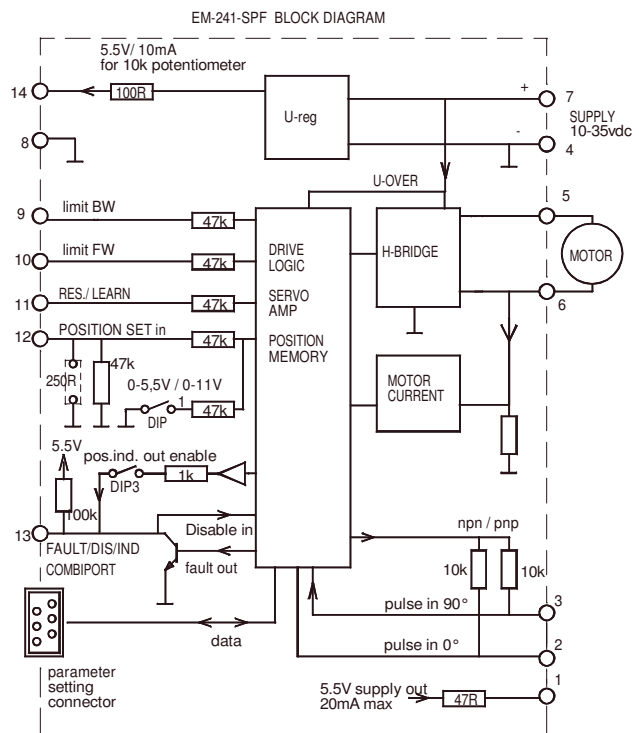 EM-241-SPF BLOCK DIAGRAM
5.5V/ 10mA
for 10k potentiometer
14
100R
U-reg
+
7
SUPPLY
10-35vdc
8
-
4
U-OVER
5
9
limit BW
47k
DRIVE
LOGIC
H-BRIDGE
MOTOR
10
limit FW
47k
6
11
RES./ LEARN
47k
SERVO
AMP
12
POSITION SET in
47k
POSITION
MEMORY
250R
47k
0-5,5V / 0-11V
1
DIP
47k
MOTOR
CURRENT
5.5V
pos.ind. out enable
DIP3
1k
100k
13
Disable in
FAULT/DIS/IND
COMBIPORT
fault out
npn / pnp
10k
10k
pulse in 90°
3
data
pulse in 0°
2
parameter
setting
connector
5.5V supply out
20mA max
47R
1